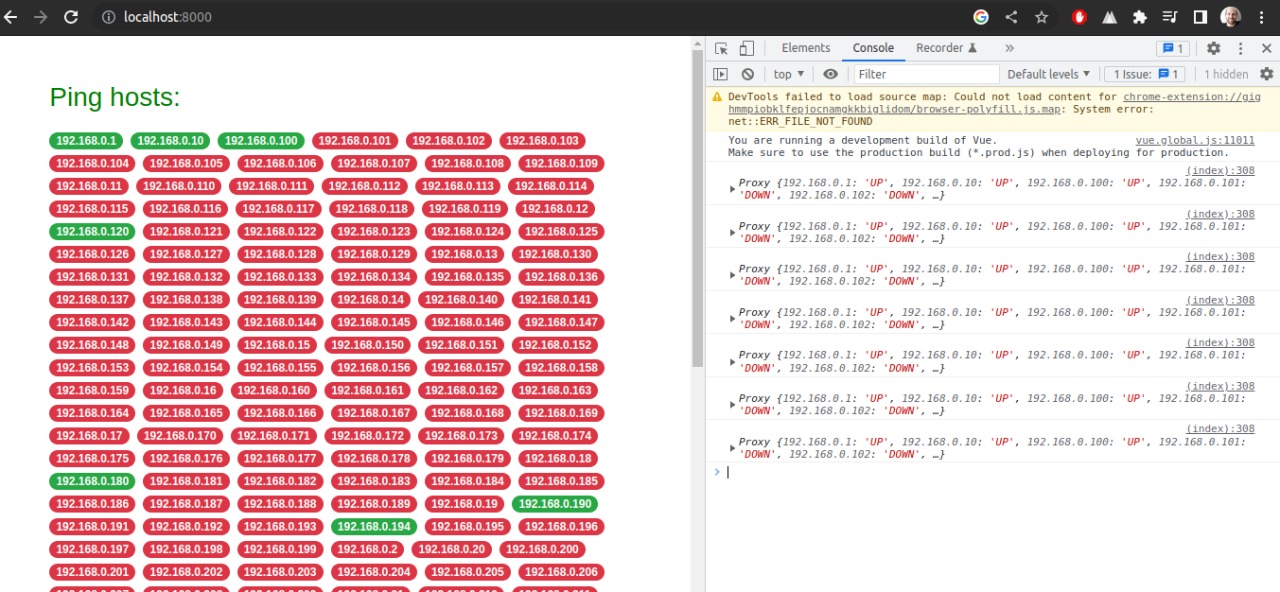 localhost:8000
Ping hosts:
192.168.0.1 192.168.0.10 192.168.0.100 192.168.0.101 192.168.0.102 192.168.0.103
192.168.0.104 192.168.0.105 192.168.0.106 192.168.0.107 192.168.0.108 192.168.0.109
192.168.0.11 192.168.0.110 192.168.0.111 192.168.0.112 192.168.0.113 192.168.0.114
192.168.0.115 192.168.0.116 192.168.0.117 192.168.0.118 192.168.0.119 192.168.0.12
192.168.0.120 192.168.0.121 192.168.0.122 192.168.0.123 192.168.0.124 192.168.0.125
192.168.0.126 192.168.0.127 192.168.0.128 192.168.0.129 192.168.0.13 192.168.0.130
192.168.0.131 192.168.0.132 192.168.0.133 192.168.0.134 192.168.0.135 192.168.0.136
192.168.0.137 192.168.0.138 192.168.0.139 192.168.0.14 192.168.0.140 192.168.0.141
192.168.0.142 192.168.0.143 192.168.0.144 192.168.0.145 192.168.0.146 192.168.0.147
192.168.0.148 192.168.0.149 192.168.0.15 192.168.0.150 192.168.0.151 192.168.0.152
192.168.0.153 192.168.0.154 192.168.0.155 192.168.0.156 192.168.0.157 192.168.0.158
192.168.0.159 192.168.0.16 192.168.0.160 192.168.0.161 192.168.0.162 192.168.0.163
192.168.0.164 192.168.0.165 192.168.0.166 192.168.0.167 192.168.0.168 192.168.0.169
192.168.0.17 192.168.0.170 192.168.0.171 192.168.0.172 192.168.0.173 192.168.0.174
192.168.0.175 192.168.0.176 192.168.0.177 192.168.0.178 192.168.0.179 192.168.0.18
192.168.0.180 192.168.0.181 192.168.0.182 192.168.0.183 192.168.0.184 192.168.0.185
192.168.0.186 192.168.0.187 192.168.0.188 192.168.0.189 192.168.0.19 192.168.0.190
192.168.0.191 192.168.0.192 192.168.0.193 192.168.0.194 192.168.0.195 192.168.0.196
192.168.0.197 192.168.0.198 192.168.0.199 192.168.0.2 192.168.0.20 192.168.0.200
192.168.0.201 192.168.0.202 192.168.0.203 192.168.0.204 192.168.0.205 192.168.0.206
Elements Console Recorder » 1
top Filter Default levels 1 Issue: 1 1 hidden
DevTools failed to load source map: Could not load content for chrome-extension://gig
hmmpiobklfepjocnamgkkbiglidom/browser-polyfill.js.map: System error:
net::ERR_FILE_NOT_FOUND
You are running a development build of Vue. vue.global.js:11011
Make sure to use the production build (*.prod.js) when deploying for production.
(index):308
Proxy {192.168.0.1: 'UP', 192.168.0.10: 'UP', 192.168.0.100: 'UP', 192.168.0.101:
'DOWN', 192.168.0.102: 'DOWN', …}
(index):308
Proxy {192.168.0.1: 'UP', 192.168.0.10: 'UP', 192.168.0.100: 'UP', 192.168.0.101:
'DOWN', 192.168.0.102: 'DOWN', …}
(index):308
Proxy {192.168.0.1: 'UP', 192.168.0.10: 'UP', 192.168.0.100: 'UP', 192.168.0.101:
'DOWN', 192.168.0.102: 'DOWN', …}
(index):308
Proxy {192.168.0.1: 'UP', 192.168.0.10: 'UP', 192.168.0.100: 'UP', 192.168.0.101:
'DOWN', 192.168.0.102: 'DOWN', …}
(index):308
Proxy {192.168.0.1: 'UP', 192.168.0.10: 'UP', 192.168.0.100: 'UP', 192.168.0.101:
'DOWN', 192.168.0.102: 'DOWN', …}
(index):308
Proxy {192.168.0.1: 'UP', 192.168.0.10: 'UP', 192.168.0.100: 'UP', 192.168.0.101:
'DOWN', 192.168.0.102: 'DOWN', …}
(index):308
Proxy {192.168.0.1: 'UP', 192.168.0.10: 'UP', 192.168.0.100: 'UP', 192.168.0.101:
'DOWN', 192.168.0.102: 'DOWN', …}